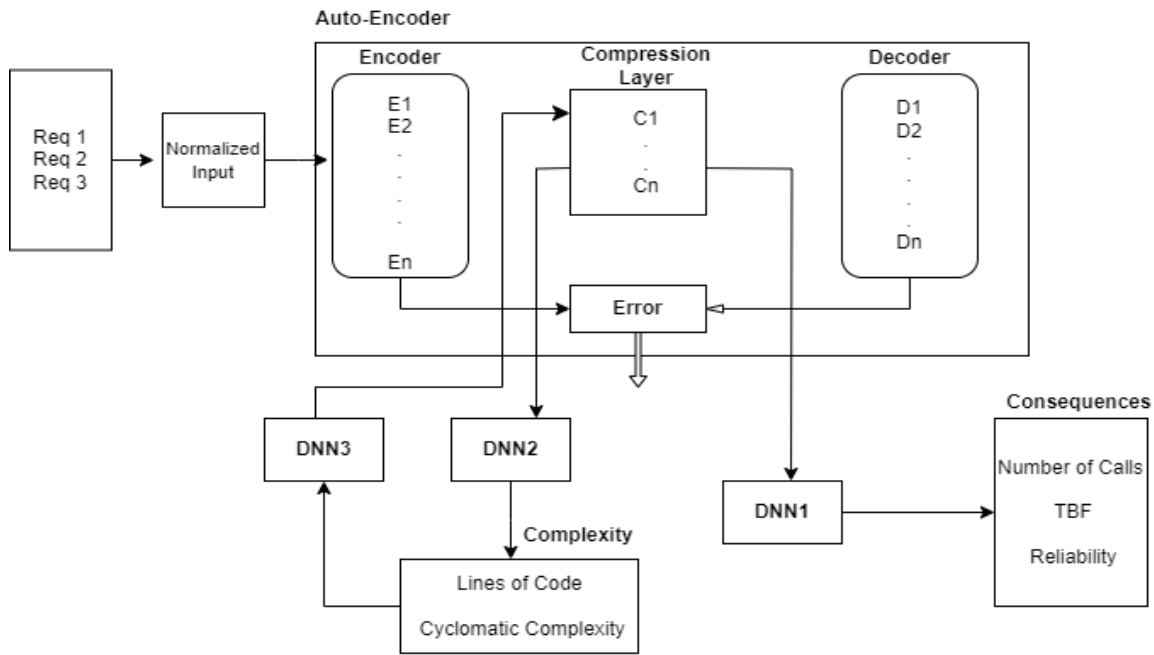 Auto-Encoder
Encoder
Compression
Layer
Decoder
Req 1
Req 2
Req 3
Normalized
Input
E1
E2
.
.
.
.
En
C1
.
.
Cn
D1
D2
.
.
.
.
Dn
Error
DNN3
DNN2
DNN1
Consequences
Number of Calls
TBF
Reliability
Complexity
Lines of Code
Cyclomatic Complexity